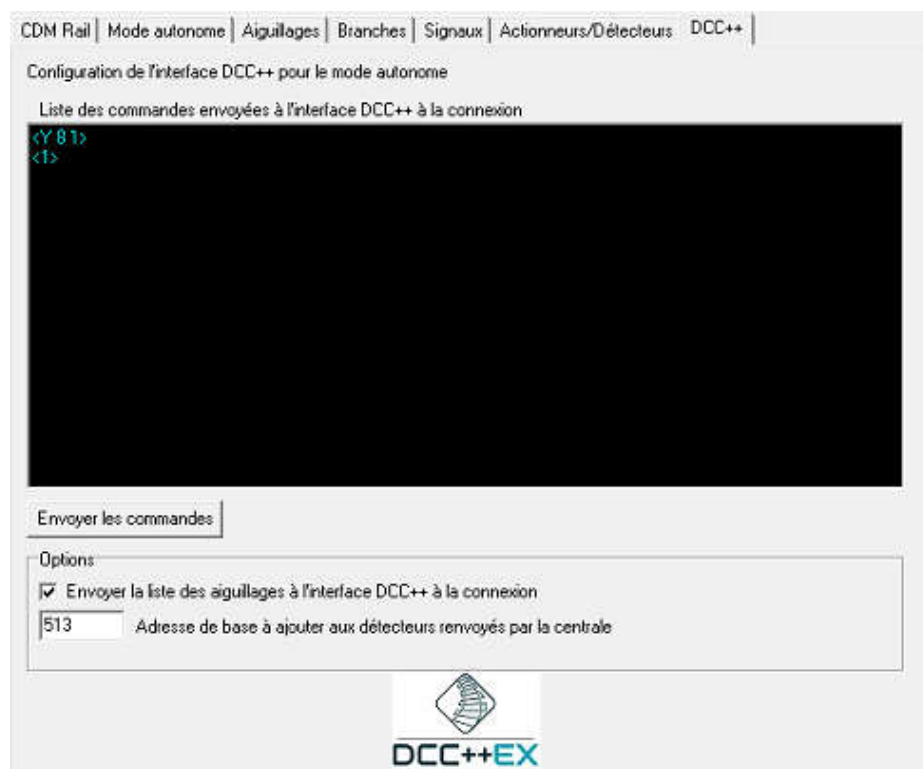 CDM Rail | Mode autonome | Aiguillages | Branches | Signaux | Actionneurs/Détecteurs DCC++
Configuration de l'interface DCC++ pour le mode autonome
Liste des commandes envoyées à l'interface DCC++ à la connexion
<Y 8 1>
<1>
Envoyer les commandes
Options
Envoyer la liste des aiguillages à l'interface DCC++ à la connexion
513 Adresse de base à ajouter aux détecteurs renvoyés par la centrale
DCC++EX